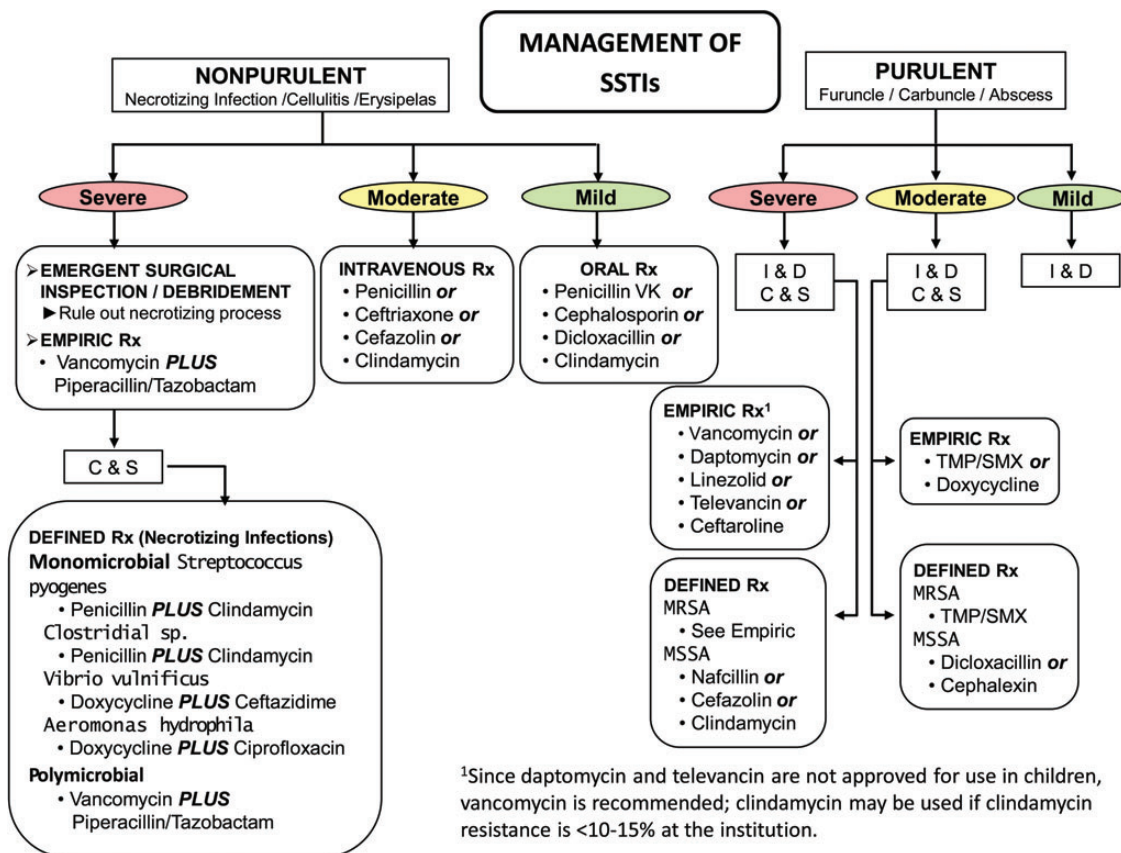 MANAGEMENT OF
SSTIs
NONPURULENT
Necrotizing Infection /Cellulitis /Erysipelas
PURULENT
Furuncle / Carbuncle / Abscess
Severe
Moderate
Mild
Severe
Moderate
Mild
➢EMERGENT SURGICAL
INSPECTION / DEBRIDEMENT
►Rule out necrotizing process
➢EMPIRIC Rx
• Vancomycin PLUS
Piperacillin/Tazobactam
INTRAVENOUS Rx
• Penicillin or
• Ceftriaxone or
• Cefazolin or
• Clindamycin
ORAL Rx
• Penicillin VK or
• Cephalosporin or
• Dicloxacillin or
• Clindamycin
I & D
C & S
I & D
C & S
I & D
C & S
DEFINED Rx (Necrotizing Infections)
Monomicrobial Streptococcus
pyogenes
• Penicillin PLUS Clindamycin
Clostridial sp.
• Penicillin PLUS Clindamycin
Vibrio vulnificus
• Doxycycline PLUS Ceftazidime
Aeromonas hydrophila
• Doxycycline PLUS Ciprofloxacin
Polymicrobial
• Vancomycin PLUS
Piperacillin/Tazobactam
EMPIRIC Rx¹
• Vancomycin or
• Daptomycin or
• Linezolid or
• Televancin or
• Ceftaroline
EMPIRIC Rx
• TMP/SMX or
• Doxycycline
DEFINED Rx
MRSA
• See Empiric
MSSA
• Nafcillin or
• Cefazolin or
• Clindamycin
DEFINED Rx
MRSA
• TMP/SMX
MSSA
• Dicloxacillin or
• Cephalexin
¹Since daptomycin and televancin are not approved for use in children,
vancomycin is recommended; clindamycin may be used if clindamycin
resistance is <10-15% at the institution.